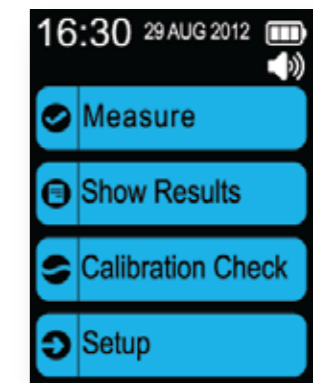 16:30 29 AUG 2012
Measure
Show Results
Calibration Check
Setup